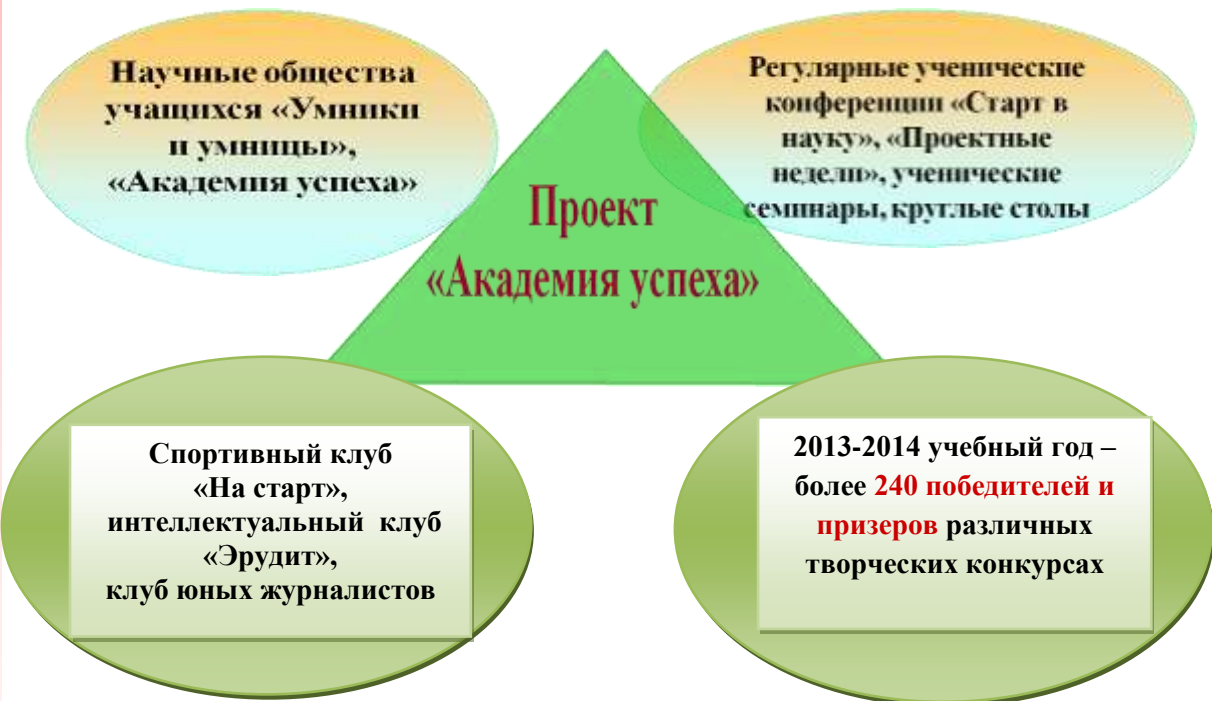 Научные общества
учащихся «Умники
и умницы»,
«Академия успеха»
Регулярные ученические
конференции «Старт в
науку», «Проектные
недели», ученические
семинары, круглые столы
Проект
«Академия успеха»
Спортивный клуб
«На старт»,
интеллектуальный клуб
«Эрудит»,
клуб юных журналистов
2013-2014 учебный год –
более 240 победителей и
призеров различных
творческих конкурсах